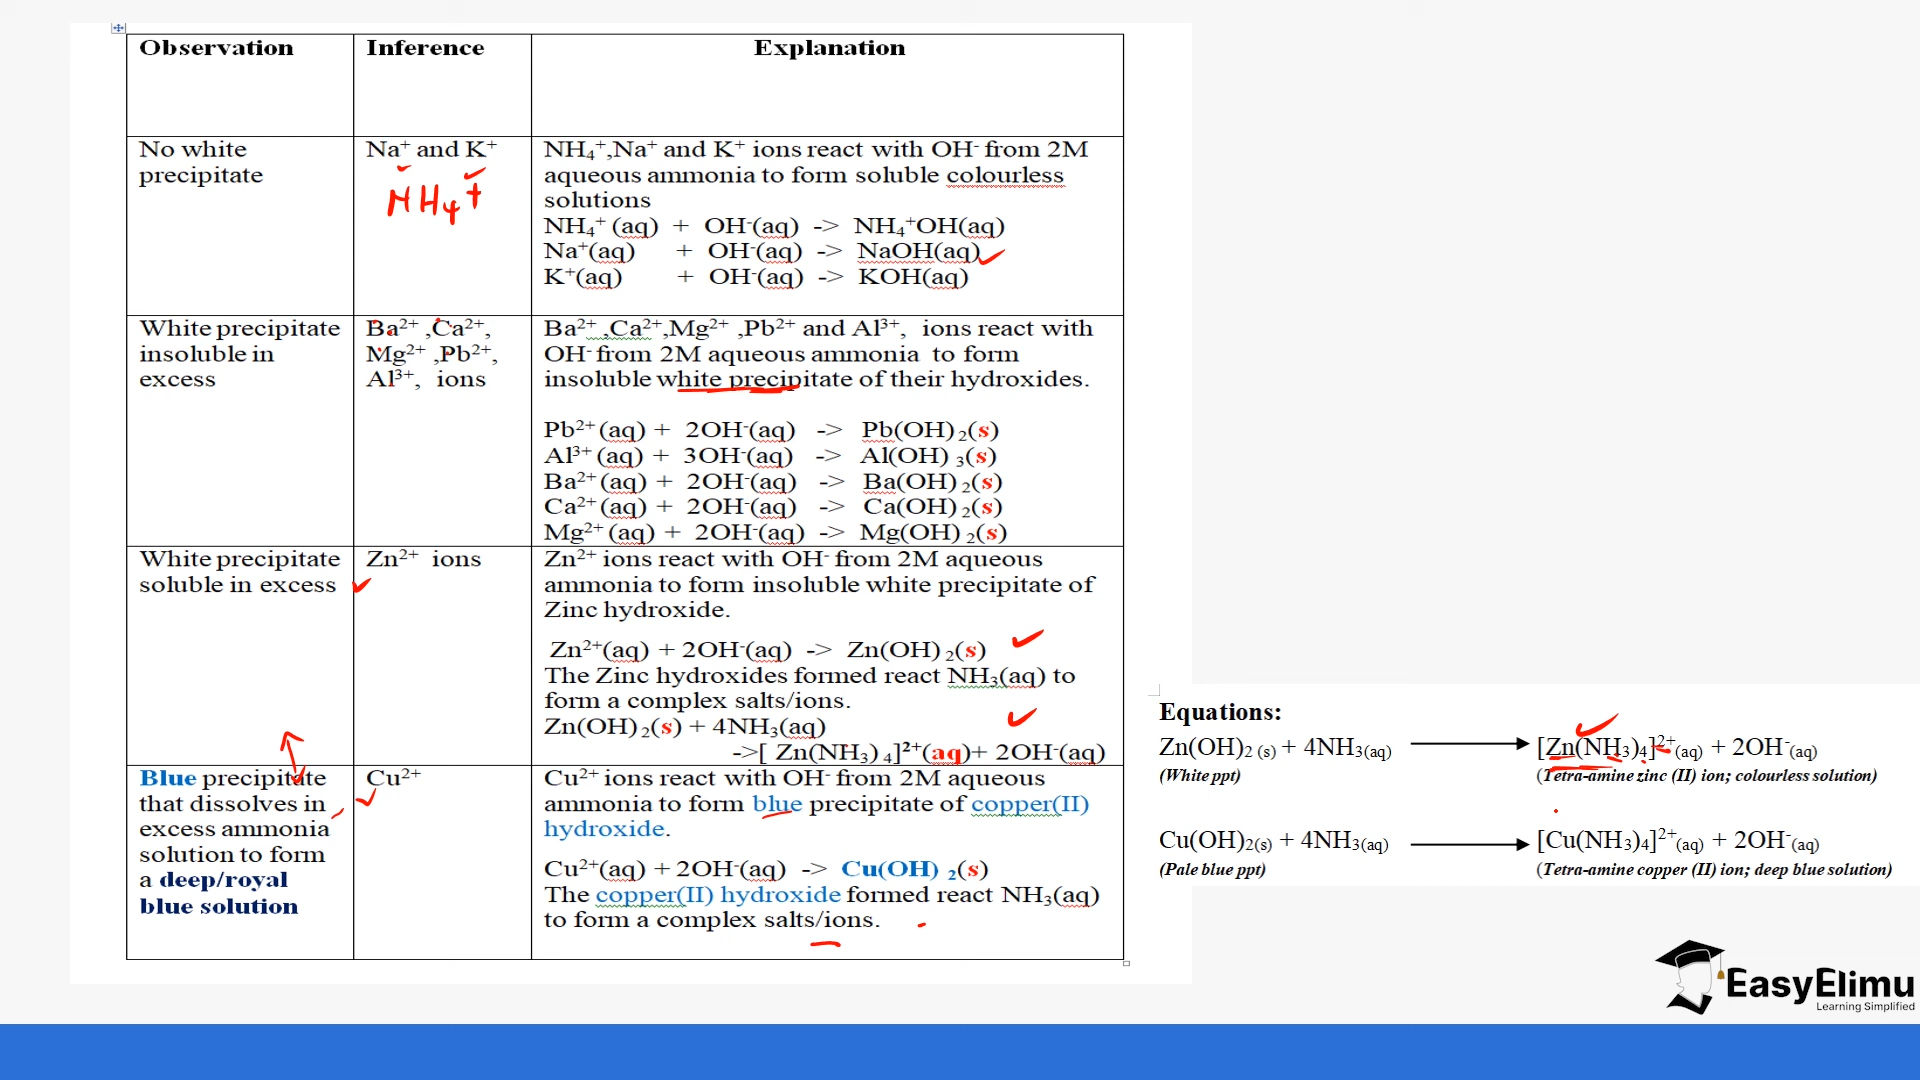 Observation Inference Explanation
No white Na⁺ and K⁺ NH₄⁺,Na⁺ and K⁺ ions react with OH⁻ from 2M
precipitate NH₄⁺ aqueous ammonia to form soluble colourless
solutions
NH₄⁺ (aq) + OH⁻(aq) -> NH₄⁺OH(aq)
Na⁺(aq) + OH⁻(aq) -> NaOH(aq)
K⁺(aq) + OH⁻(aq) -> KOH(aq)
White precipitate Ba²⁺ ,Ca²⁺, Ba²⁺ ,Ca²⁺,Mg²⁺ ,Pb²⁺ and Al³⁺, ions react with
insoluble in Mg²⁺ ,Pb²⁺, OH⁻ from 2M aqueous ammonia to form
excess Al³⁺, ions insoluble white precipitate of their hydroxides.
Pb²⁺ (aq) + 2OH⁻(aq) -> Pb(OH) ₂(s)
Al³⁺ (aq) + 3OH⁻(aq) -> Al(OH) ₃(s)
Ba²⁺ (aq) + 2OH⁻(aq) -> Ba(OH) ₂(s)
Ca²⁺ (aq) + 2OH⁻(aq) -> Ca(OH) ₂(s)
Mg²⁺ (aq) + 2OH⁻(aq) -> Mg(OH) ₂(s)
White precipitate Zn²⁺ ions Zn²⁺ ions react with OH⁻ from 2M aqueous
soluble in excess ammonia to form insoluble white precipitate of
Zinc hydroxide.
Zn²⁺(aq) + 2OH⁻(aq) -> Zn(OH) ₂(s)
The Zinc hydroxides formed react NH₃(aq) to
form a complex salts/ions.
Zn(OH) ₂(s) + 4NH₃(aq)
->[ Zn(NH₃) ₄]²⁺(aq)+ 2OH⁻(aq)
Blue precipitate Cu²⁺ Cu²⁺ ions react with OH⁻ from 2M aqueous
that dissolves in ammonia to form blue precipitate of copper(II)
excess ammonia hydroxide.
solution to form Cu²⁺(aq) + 2OH⁻(aq) -> Cu(OH) ₂(s)
a deep/royal The copper(II) hydroxide formed react NH₃(aq)
blue solution to form a complex salts/ions.
Equations:
Zn(OH)₂ (s) + 4NH₃(aq) ⟶ [Zn(NH₃)₄]²⁺(aq) + 2OH⁻(aq)
(White ppt) (Tetra-amine zinc (II) ion; colourless solution)
Cu(OH)₂(s) + 4NH₃(aq) ⟶ [Cu(NH₃)₄]²⁺(aq) + 2OH⁻(aq)
(Pale blue ppt) (Tetra-amine copper (II) ion; deep blue solution)
EasyElimu
Learning Simplified